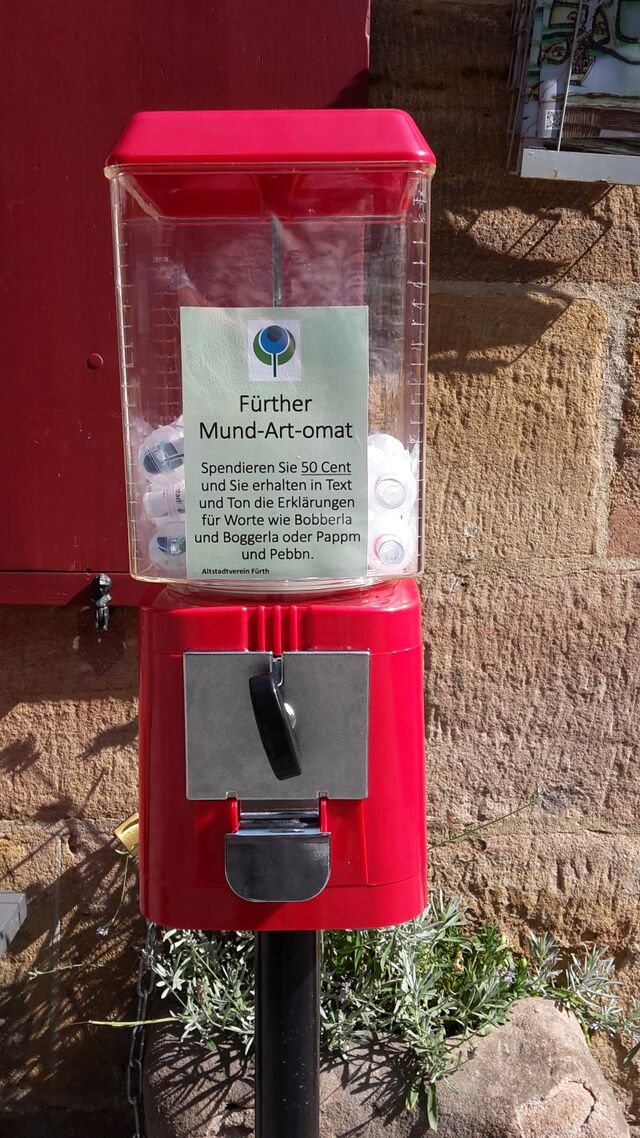 Fürther
Mund-Art-omat
Spendieren Sie 50 Cent
und Sie erhalten in Text
und Ton die Erklärungen
für Worte wie Bobberla
und Boggerla oder Pappm
und Pebbn.
Altstadtverein Fürth